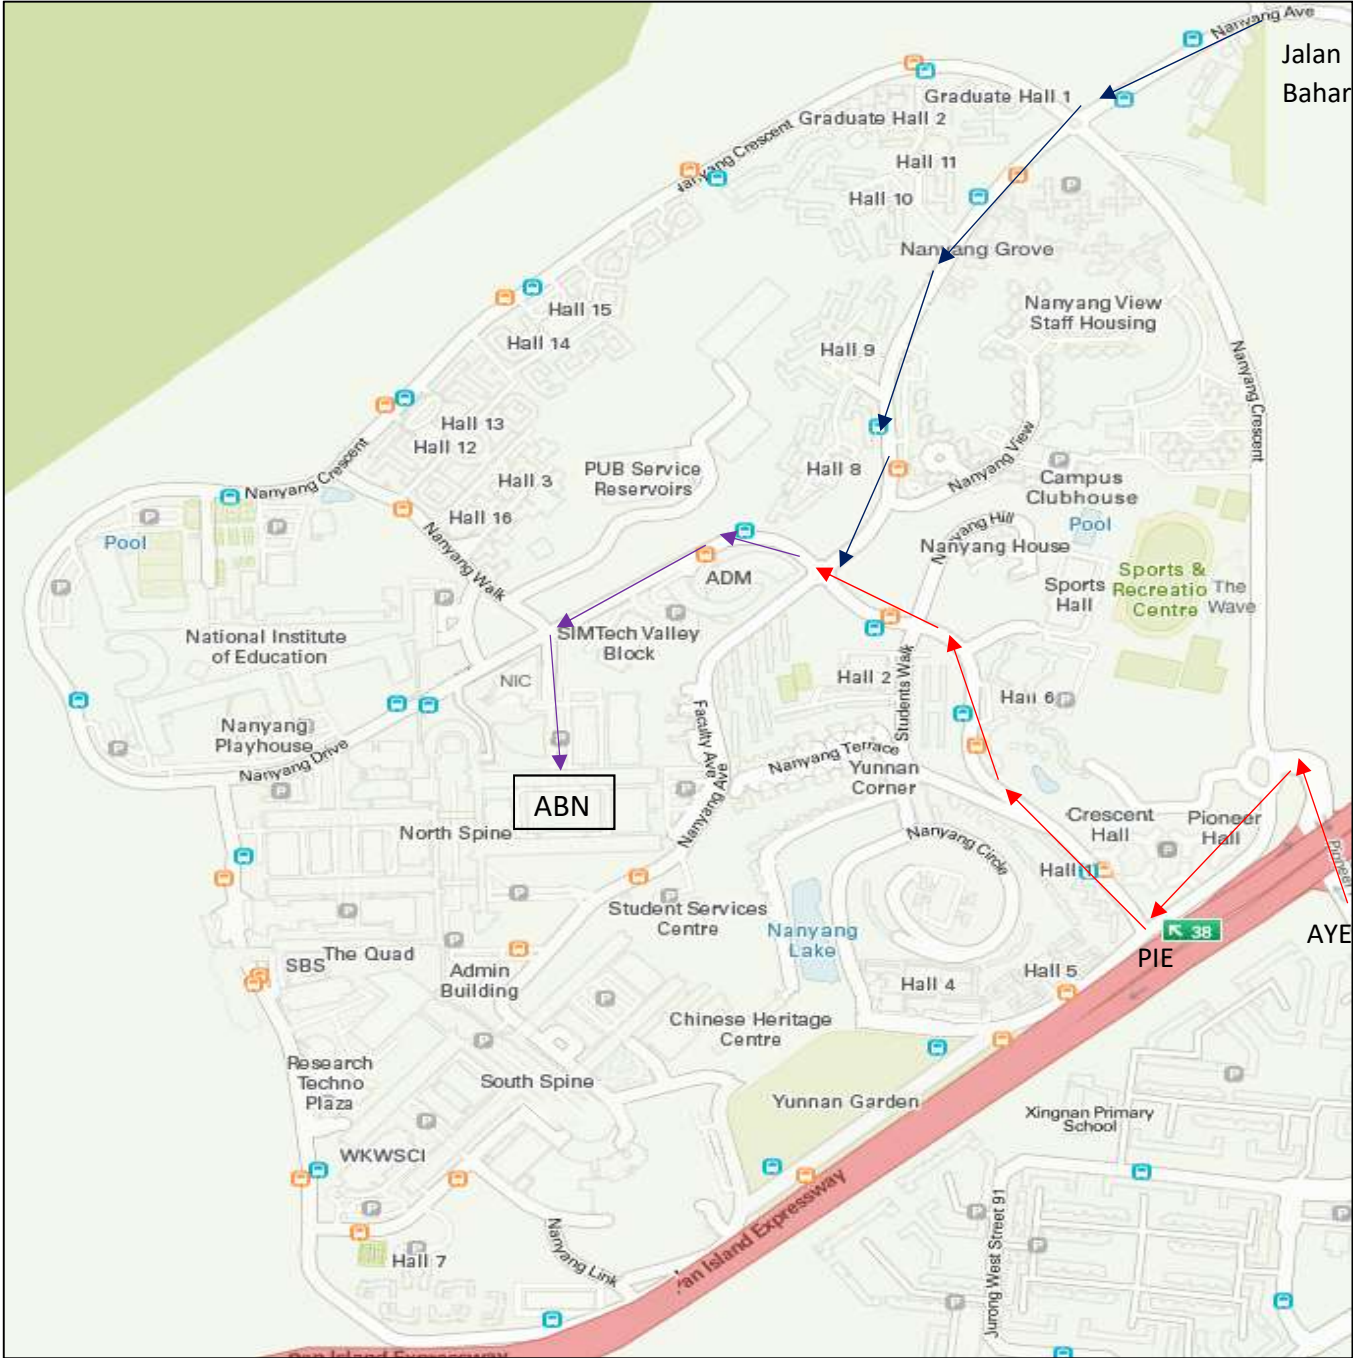 Nanyang Ave
Jalan
Bahar
Graduate Hall 1
Graduate Hall 2
Nanyang Crescent
Hall 11
Hall 10
Nanyang Grove
Nanyang View
Staff Housing
Hall 15
Hall 14
Hall 9
Nanyang Crescent
Hall 13
Hall 12
Hall 3
Hall 16
PUB Service
Reservoirs
Hall 8
Nanyang View
Campus
Clubhouse
Pool
Nanyang Crescent
Pool
Nanyang Walk
Nanyang Hill
Nanyang House
Sports
Hall
Sports &
Recreatio
Centre
The
Wave
ADM
National Institute
of Education
SIMTech Valley
Block
NIC
Hall 2
Students Walk
Hall 6
Nanyang
Playhouse
Nanyang Drive
Faculty Ave
Nanyang Terrace
Yunnan
Corner
ABN
North Spine
Nanyang Ave
Nanyang Circle
Crescent
Hall
Pioneer
Hall
Pioneer
Hall 1
Student Services
Centre
Nanyang
Lake
38
PIE
AYE
SBS
The Quad
Admin
Building
Hall 4
Hall 5
Chinese Heritage
Centre
Research
Techno
Plaza
South Spine
Yunnan Garden
Xingnan Primary
School
WKWSCI
Hall 7
Nanyang Link
Pan Island Expressway
Jurong West Street 91
Pan Island Expressway